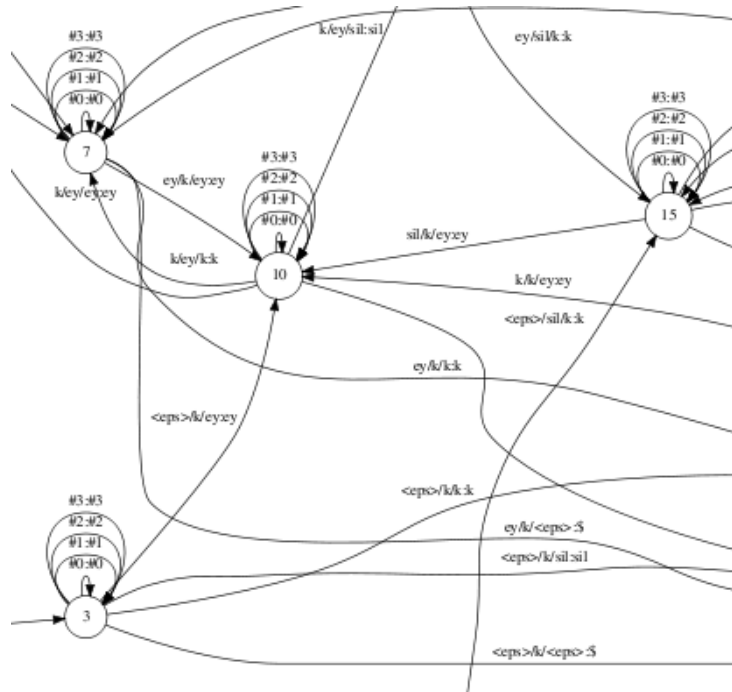 k/ey/sil:sil
ey/sil/k:k
#3:#3
#2:#2
#1:#1
#0:#0
7
#3:#3
#2:#2
#1:#1
#0:#0
15
ey/k/ey:ey
k/ey/ey:ey
#3:#3
#2:#2
#1:#1
#0:#0
10
k/ey/k:k
sil/k/ey:ey
k/k/ey:ey
<eps>/sil/k:k
ey/k/k:k
<eps>/k/ey:ey
<eps>/k/k:k
#3:#3
#2:#2
#1:#1
#0:#0
3
ey/k/<eps>:$
<eps>/k/sil:sil
<eps>/k/<eps>:$